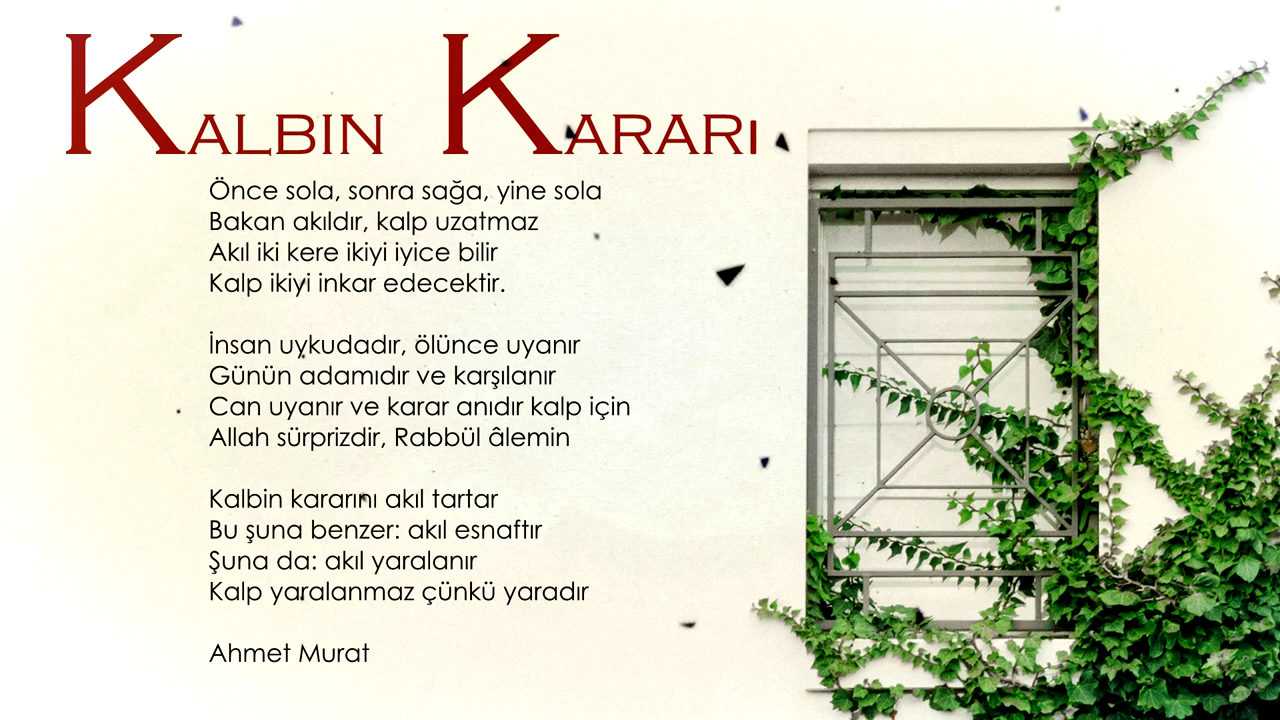 KALBIN KARARI
Önce sola, sonra sağa, yine sola
Bakan akıldır, kalp uzatmaz
Akıl iki kere ikiyi iyice bilir
Kalp ikiyi inkar edecektir.
İnsan uykudadır, ölünce uyanır
Günün adamıdır ve karşılanır
Can uyanır ve karar anıdır kalp için
Allah sürprizdir, Rabbül âlemin
Kalbin kararını akıl tartar
Bu şuna benzer: akıl esnaftır
Şuna da: akıl yaralanır
Kalp yaralanmaz çünkü yaradır
Ahmet Murat